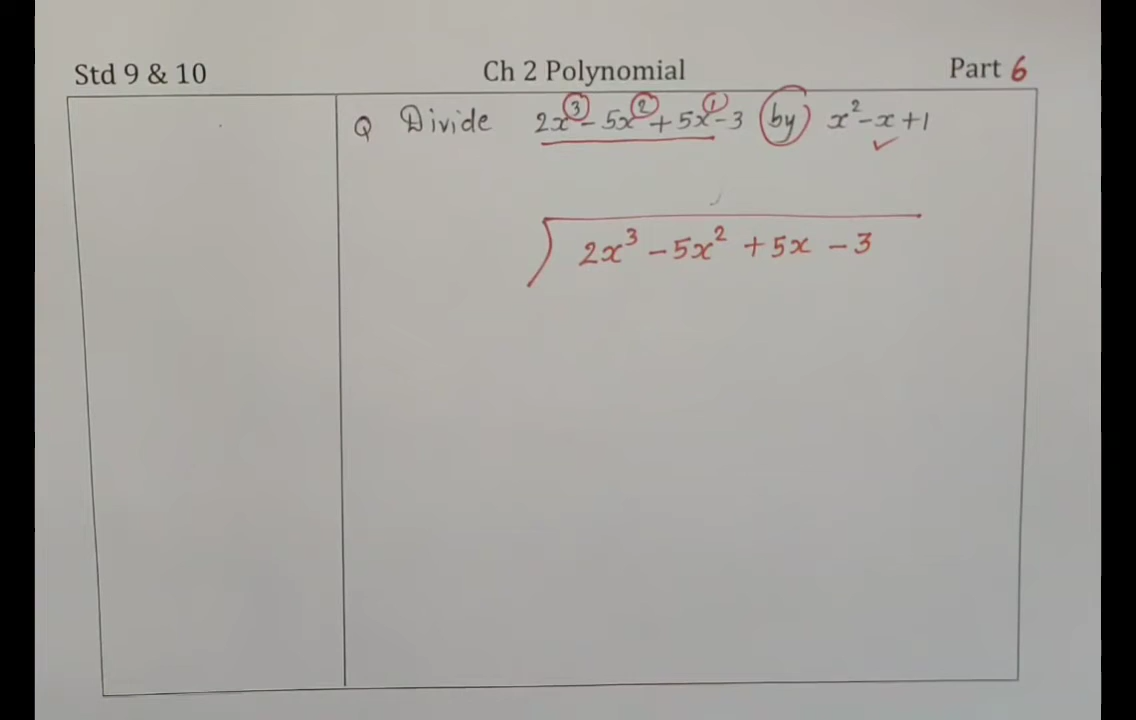 Std 9 & 10 Ch 2 Polynomial Part 6
Q Divide 2x³ - 5x² + 5x¹ - 3 by x² - x + 1
2x³ - 5x² + 5x - 3